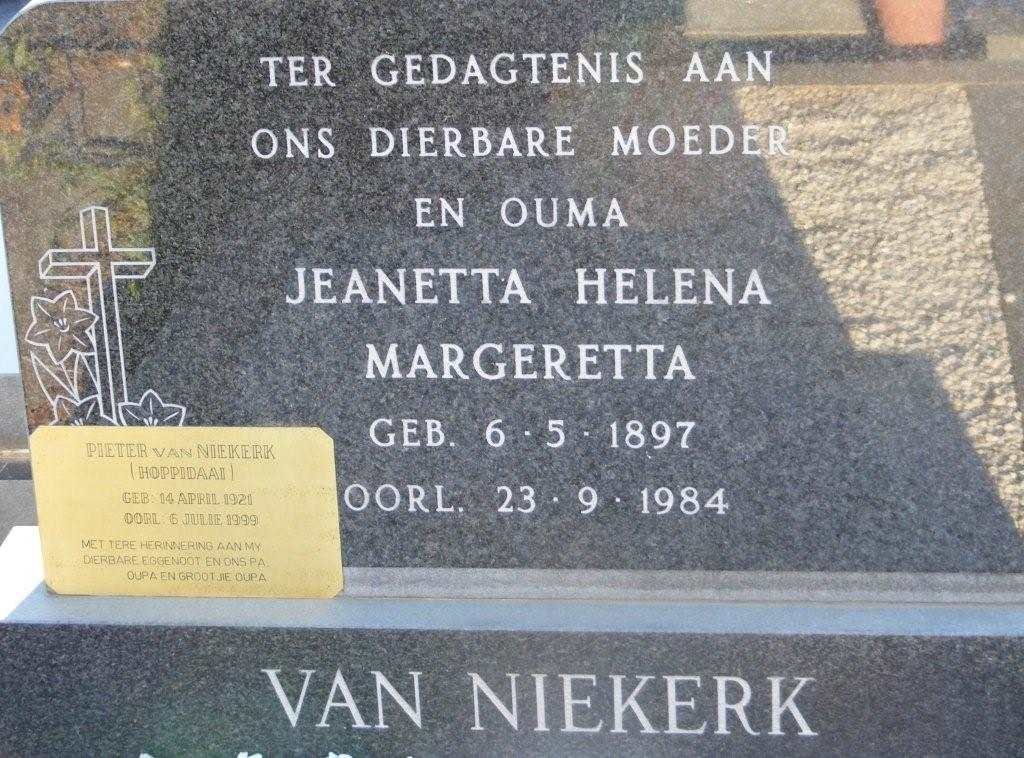 TER GEDAGTENIS AAN
ONS DIERBARE MOEDER
EN OUMA
JEANETTA HELENA
MARGERETTA
GEB. 6·5·1897
OORL. 23·9·1984
PIETER VAN NIEKERK
(HOPPIDAAI)
GEB: 14 APRIL 1921
OORL: 6 JULIE 1999
MET TERE HERINNERING AAN MY
DIERBARE EGGENOOT EN ONS PA,
OUPA EN GROOTJIE OUPA
VAN NIEKERK